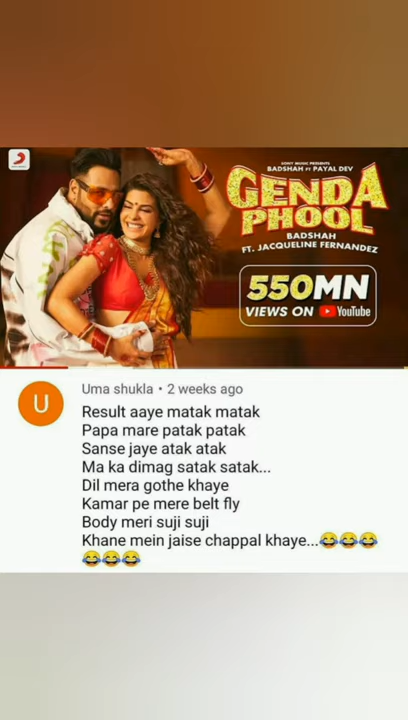 SONY MUSIC PRESENTS
BADSHAH FT PAYAL DEV
GENDA
PHOOL
BADSHAH
FT. JACQUELINE FERNANDEZ
550MN
VIEWS ON YouTube
U
Uma shukla • 2 weeks ago
Result aaye matak matak
Papa mare patak patak
Sanse jaye atak atak
Ma ka dimag satak satak...
Dil mera gothe khaye
Kamar pe mere belt fly
Body meri suji suji
Khane mein jaise chappal khaye...😂😂😂
😂😂😂